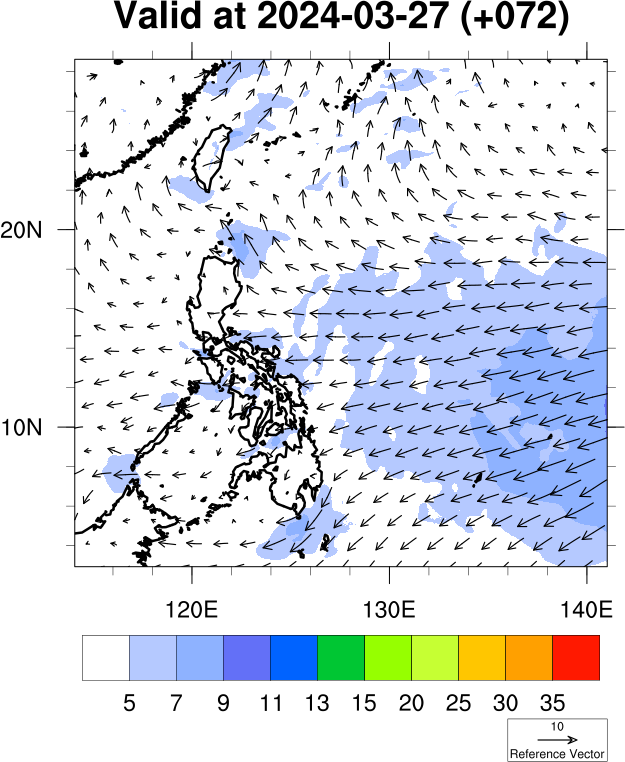 Valid at 2024-03-27 (+072)
20N
10N
120E 130E 140E
5 7 9 11 13 15 20 25 30 35
10
Reference Vector